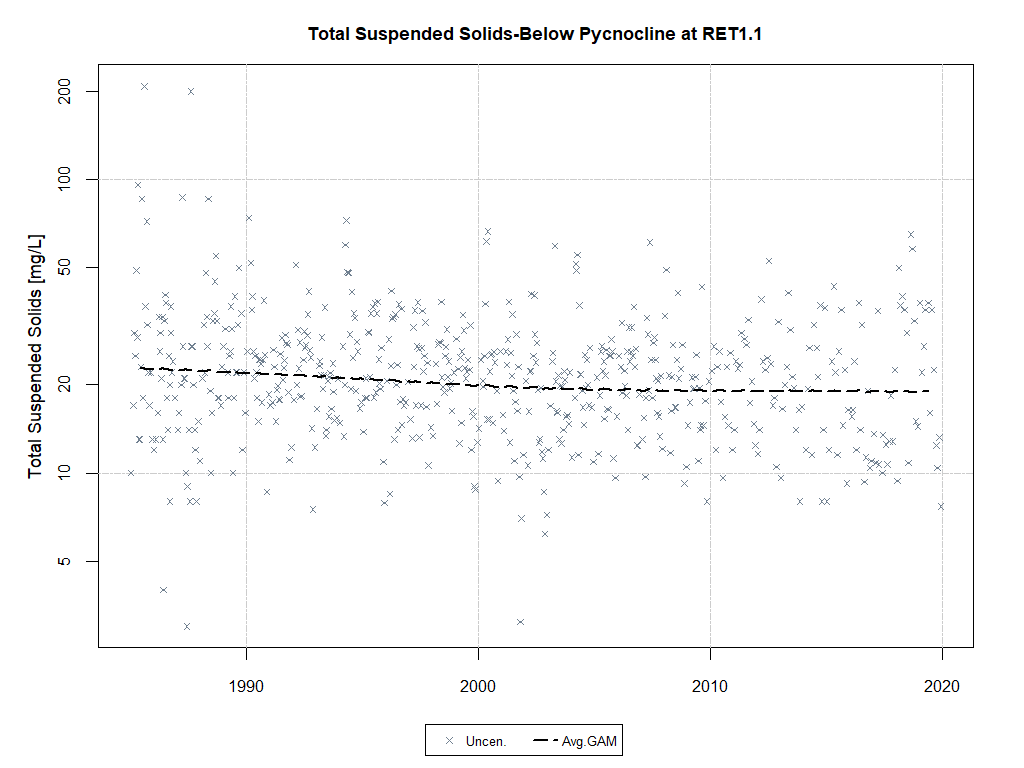 Total Suspended Solids-Below Pycnocline at RET1.1
Total Suspended Solids [mg/L]
200
100
50
20
10
5
1990 2000 2010 2020
Uncen. Avg.GAM